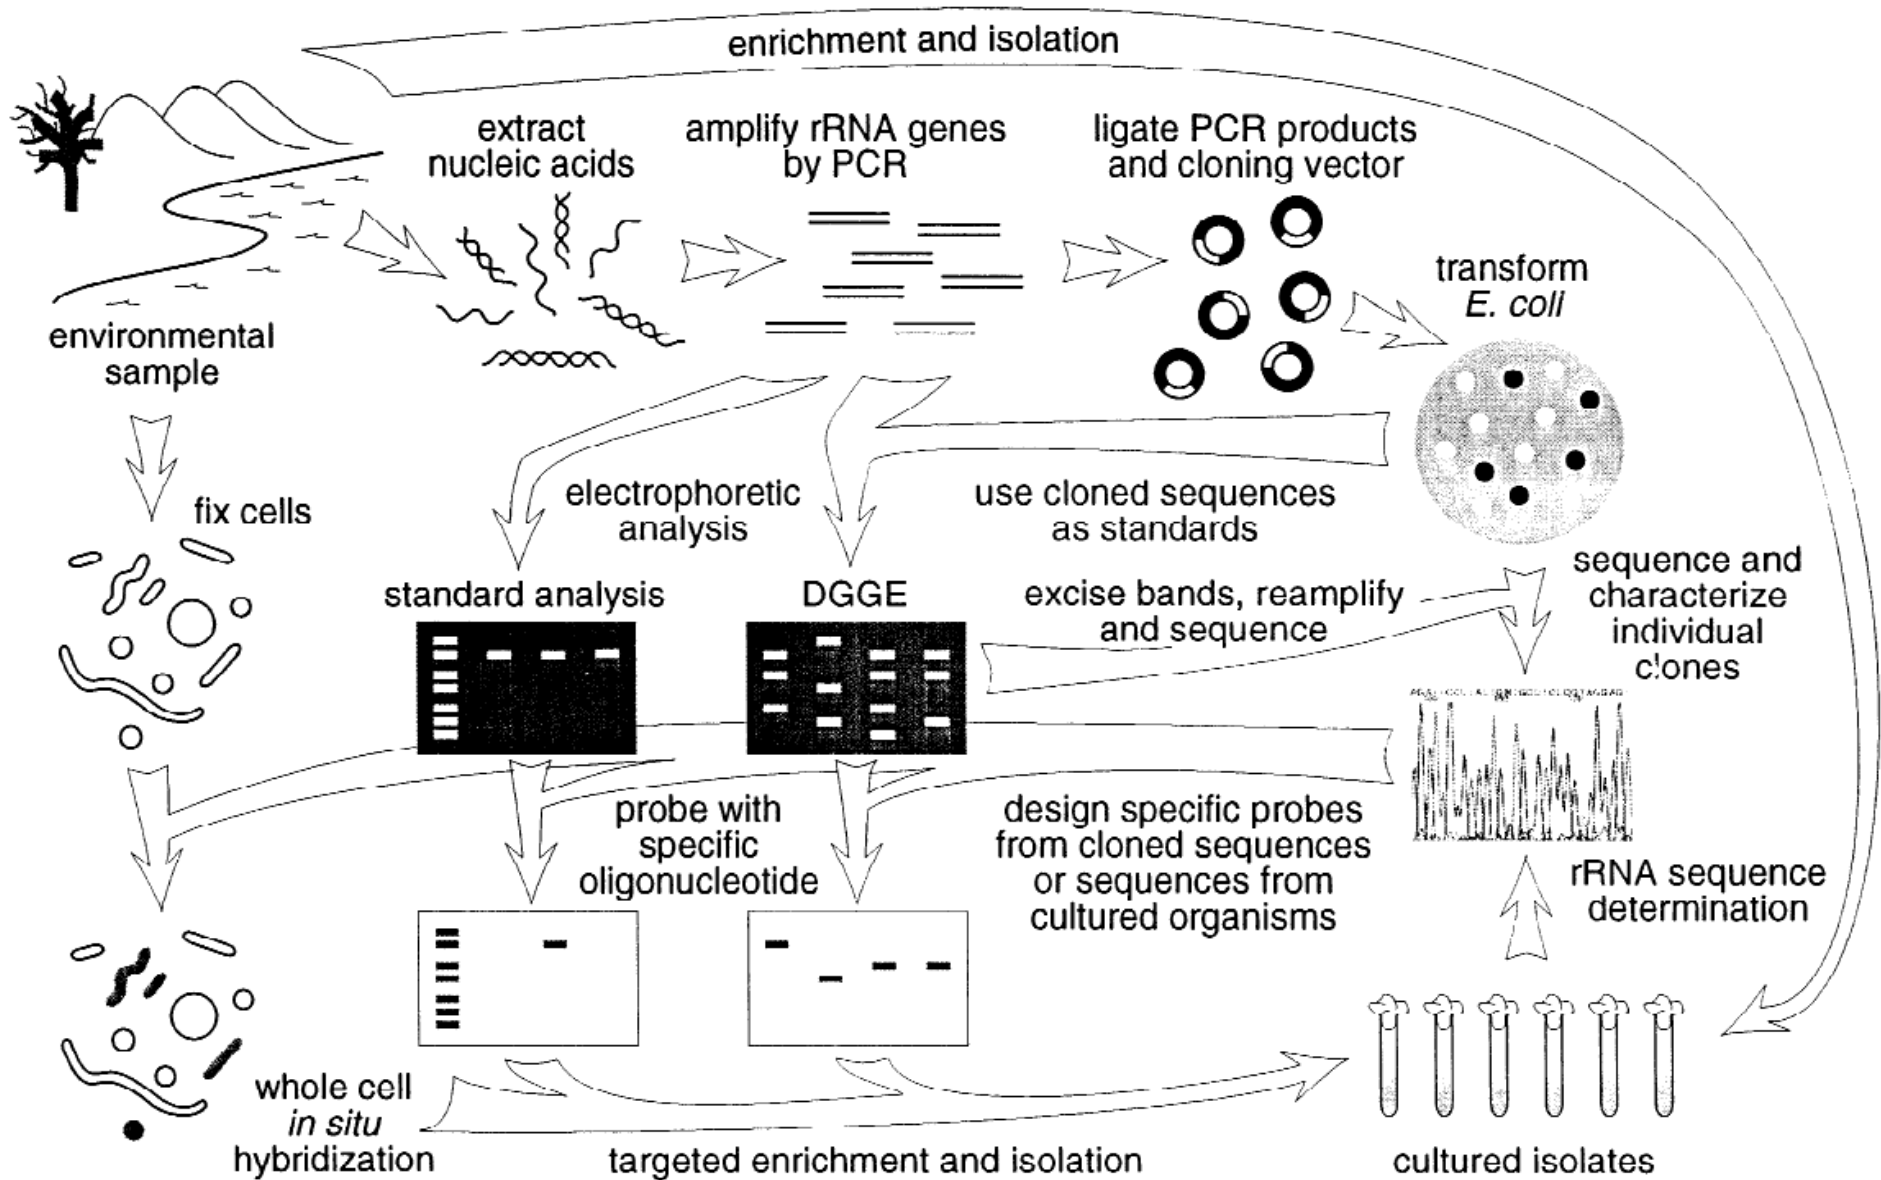 enrichment and isolation
extract
nucleic acids
amplify rRNA genes
by PCR
ligate PCR products
and cloning vector
transform
E. coli
environmental
sample
fix cells
electrophoretic
analysis
use cloned sequences
as standards
standard analysis
DGGE
excise bands, reamplify
and sequence
sequence and
characterize
individual
clones
probe with
specific
oligonucleotide
design specific probes
from cloned sequences
or sequences from
cultured organisms
rRNA sequence
determination
whole cell
in situ
hybridization
targeted enrichment and isolation
cultured isolates